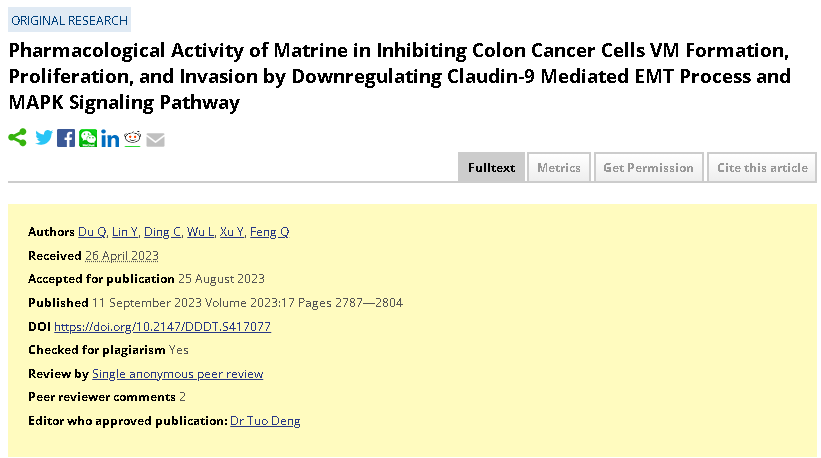 ORIGINAL RESEARCH
Pharmacological Activity of Matrine in Inhibiting Colon Cancer Cells VM Formation,
Proliferation, and Invasion by Downregulating Claudin-9 Mediated EMT Process and
MAPK Signaling Pathway
Fulltext Metrics Get Permission Cite this article
Authors Du Q, Lin Y, Ding C, Wu L, Xu Y, Feng Q
Received 26 April 2023
Accepted for publication 25 August 2023
Published 11 September 2023 Volume 2023:17 Pages 2787—2804
DOI https://doi.org/10.2147/DDDT.S417077
Checked for plagiarism Yes
Review by Single anonymous peer review
Peer reviewer comments 2
Editor who approved publication: Dr Tuo Deng